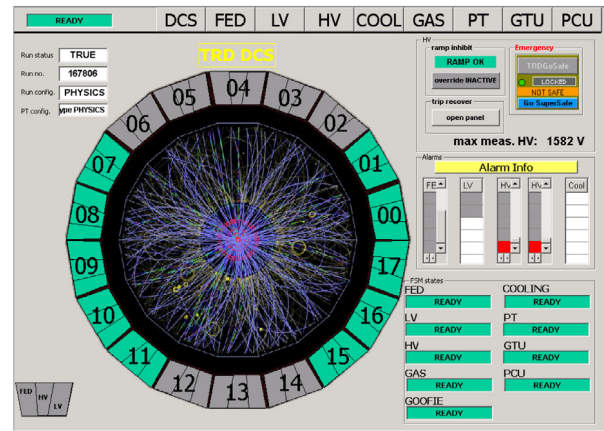 READY DCS FED LV HV COOL GAS PT GTU PCU
TRD DCS
Run status TRUE
Run no. 167806
Run config. PHYSICS
PT config. ype PHYSICS
04
05
03
06
02
07
01
08
00
09
17
10
16
11
15
12
14
13
FED HV LV
HV
ramp inhibit
RAMP OK
override INACTIVE
trip recover
open panel
Emergency
TRDGoSafe
LOCKED
NOT SAFE
Go SuperSafe
max meas. HV: 1582 V
Alarms
Alarm Info
FE LV HV HV Cool
FSM states
FED COOLING
READY READY
LV PT
READY READY
HV GTU
READY READY
GAS PCU
READY READY
GOOFIE
READY